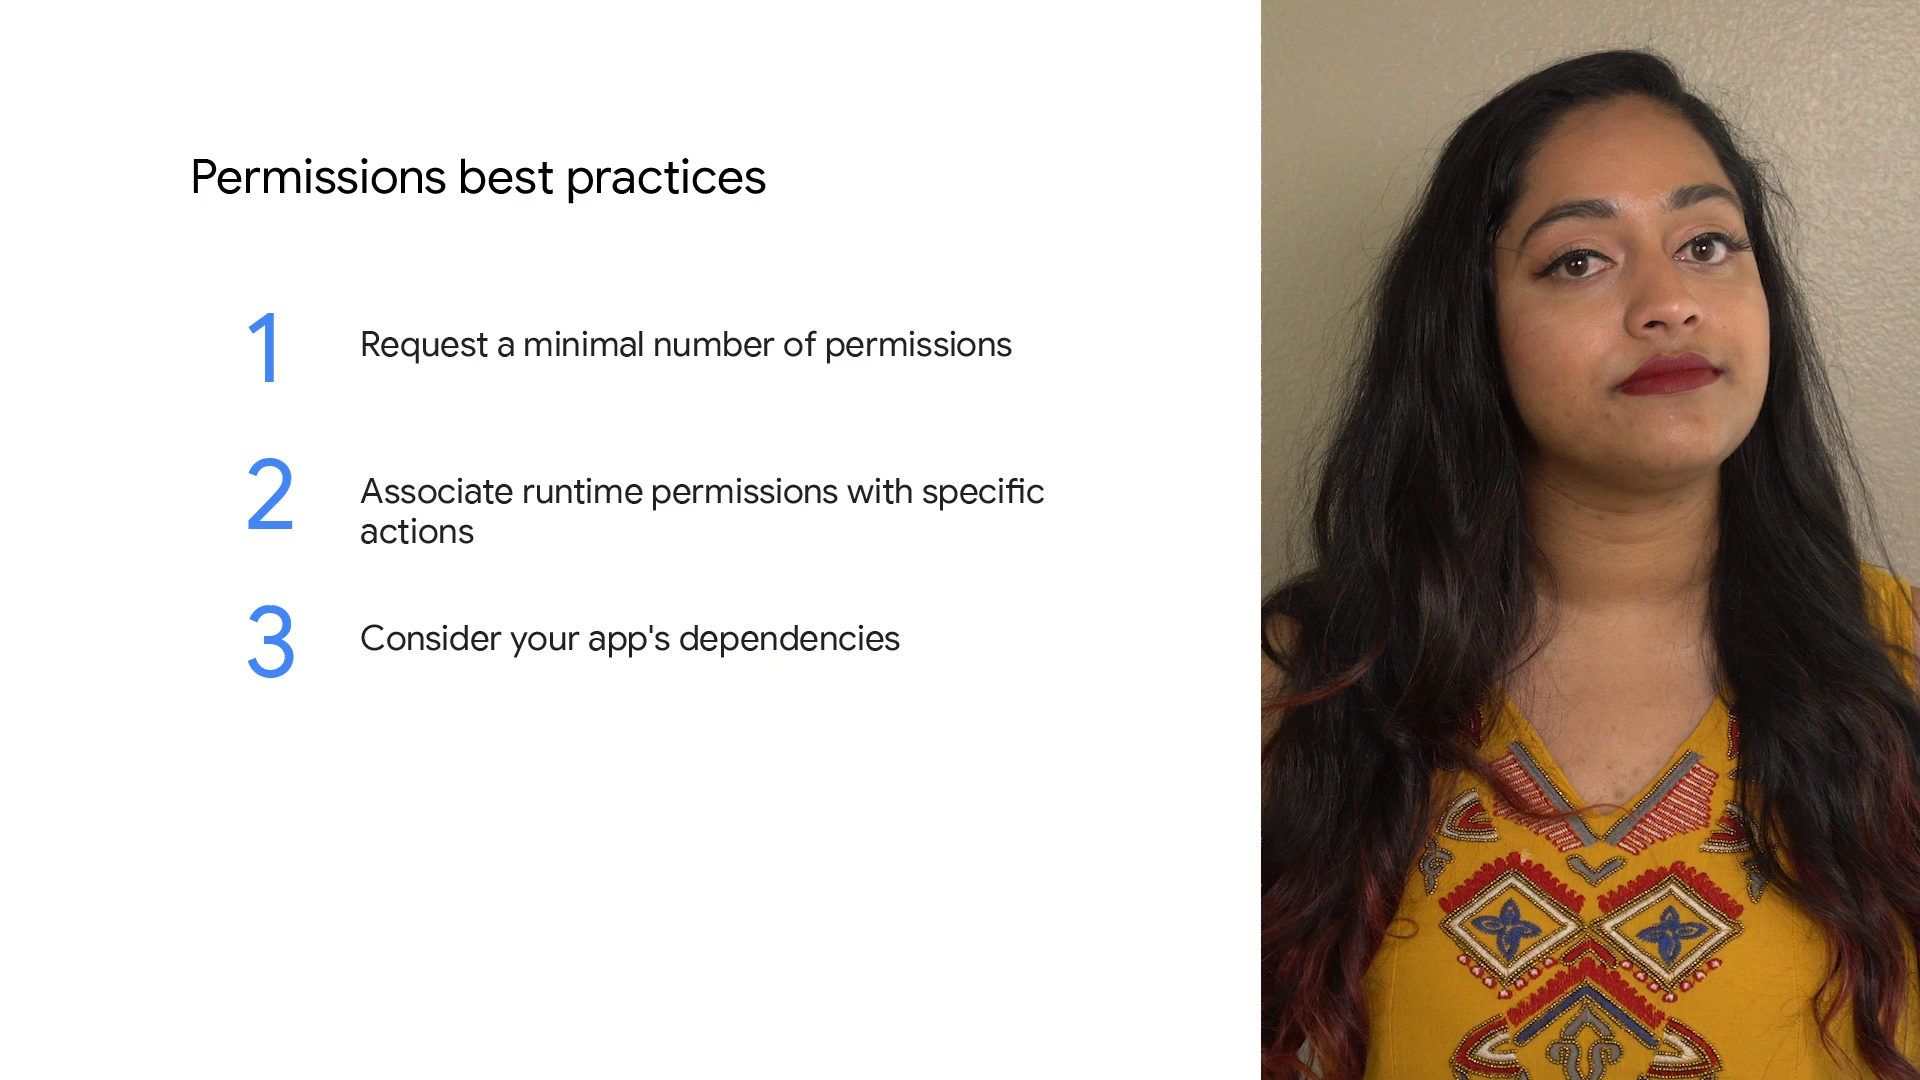 Permissions best practices
1 Request a minimal number of permissions
2 Associate runtime permissions with specific
actions
3 Consider your app's dependencies